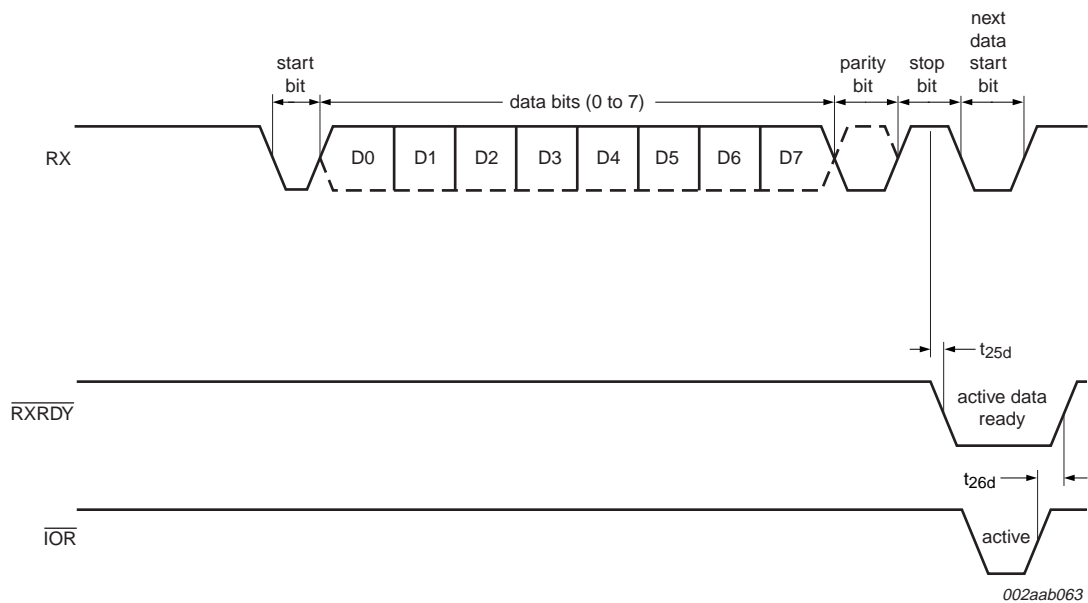 start
bit
data bits (0 to 7)
parity
bit
stop
bit
next
data
start
bit
RX
D0
D1
D2
D3
D4
D5
D6
D7
t25d
RXRDY
active data
ready
t26d
IOR
active
002aab063